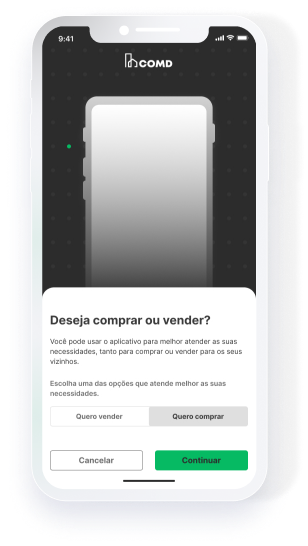 9:41
COMD
Deseja comprar ou vender?
Você pode usar o aplicativo para melhor atender as suas
necessidades, tanto para comprar ou vender para os seus
vizinhos.
Escolha uma das opções que atende melhor as suas
necessidades.
Quero vender Quero comprar
Cancelar Continuar